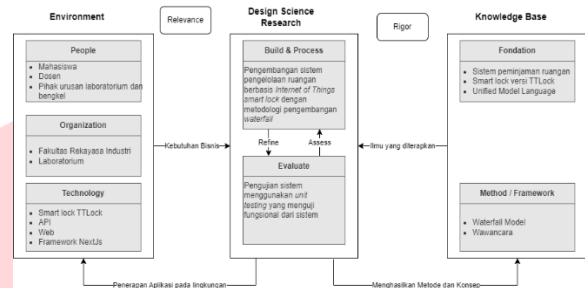 Environment
Relevance
Design Science
Research
Rigor
Knowledge Base
People
Mahasiswa
Dosen
Pihak urusan laboratorium dan
bengkel
Organization
Fakultas Rekayasa Industri
Laboratorium
Technology
Smart lock TTLock
API
Web
Framework NextJs
Kebutuhan Bisnis
Build & Process
Pengembangan sistem
pengelolaan ruangan
berbasis Internet of Things
smart lock dengan
metodologi pengembangan
waterfall
Refine
Assess
Evaluate
Pengujian sistem
menggunakan unit
testing yang menguji
fungsional dari sistem
Ilmu yang diterapkan
Fondation
Sistem peminjaman ruangan
Smart lock versi TTLock
Unified Model Language
Method / Framework
Waterfall Model
Wawancara
Penerapan Aplikasi pada lingkungan
Menghasilkan Metode dan Konsep